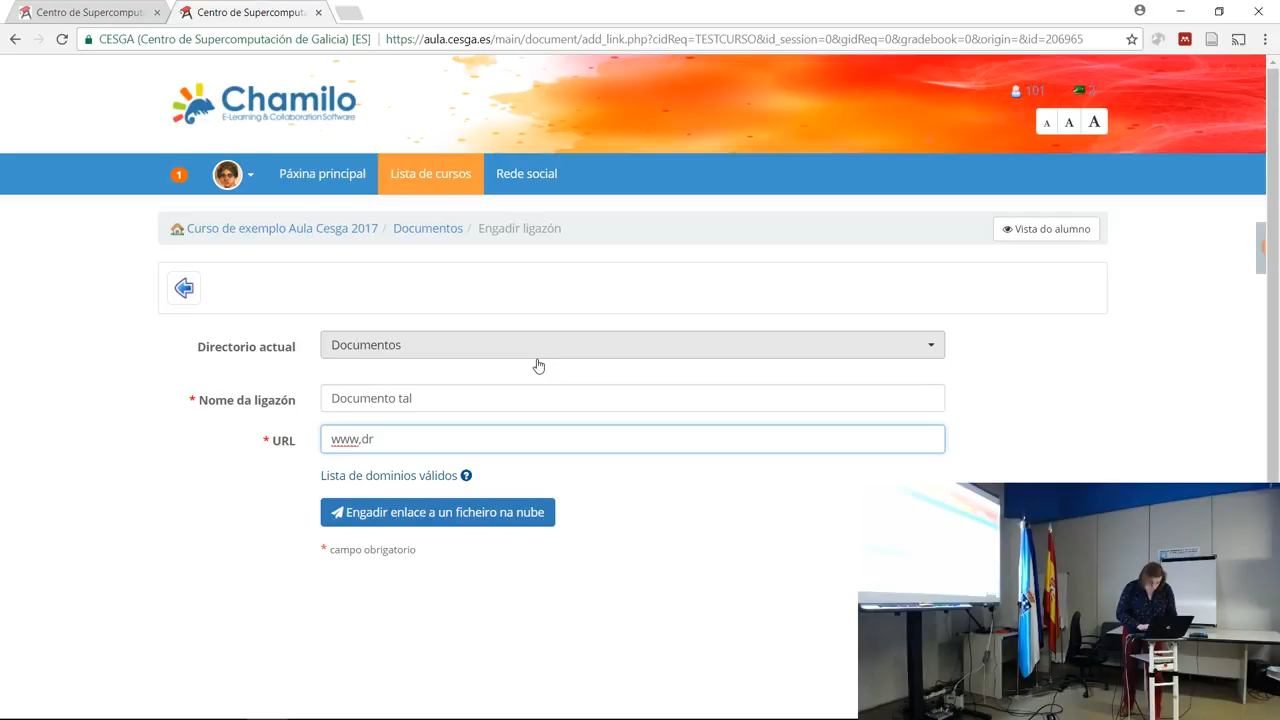 Centro de Supercomputa
Centro de Supercomputa
CESGA (Centro de Supercomputación de Galicia) [ES]
https://aula.cesga.es/main/document/add_link.php?cidReq=TESTCURSO&id_session=0&gidReq=0&gradebook=0&origin=&id=206965
Chamilo
E-Learning & Collaboration Software
101
2
A A A
1
Páxina principal
Lista de cursos
Rede social
Curso de exemplo Aula Cesga 2017 / Documentos / Engadir ligazón
Vista do alumno
Directorio actual
Documentos
* Nome da ligazón
Documento tal
* URL
www,dr
Lista de dominios válidos
Engadir enlace a un ficheiro na nube
* campo obrigatorio